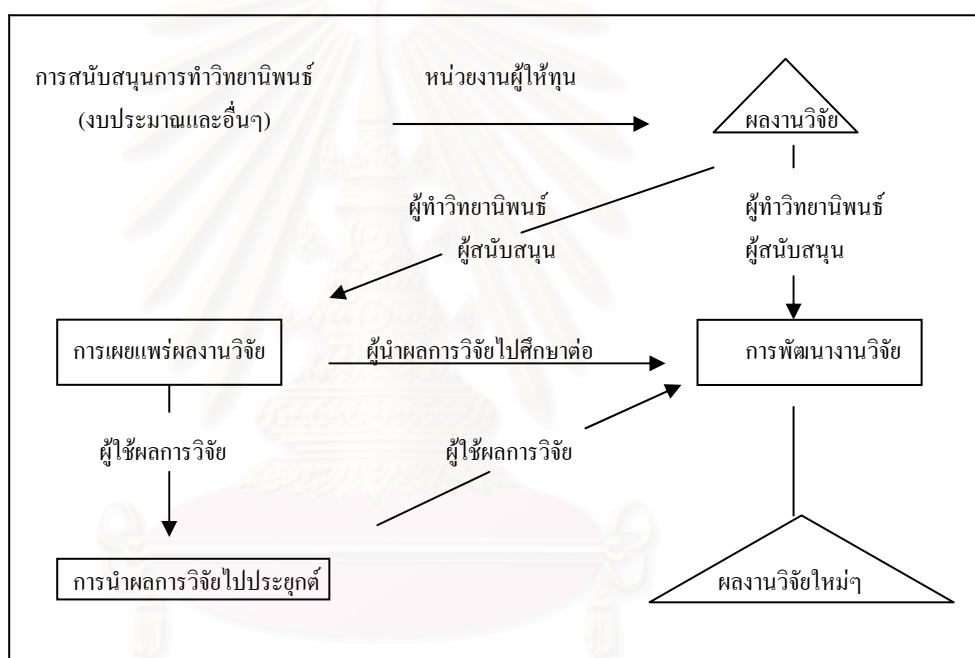 การสนับสนุนการทำวิทยานิพนธ์
(งบประมาณและอื่นๆ)
หน่วยงานผู้ให้ทุน
ผลงานวิจัย
ผู้ทำวิทยานิพนธ์
ผู้สนับสนุน
ผู้ทำวิทยานิพนธ์
ผู้สนับสนุน
การเผยแพร่ผลงานวิจัย
ผู้นำผลการวิจัยไปศึกษาต่อ
การพัฒนางานวิจัย
ผู้ใช้ผลการวิจัย
ผู้ใช้ผลการวิจัย
การนำผลการวิจัยไปประยุกต์
ผลงานวิจัยใหม่ๆ